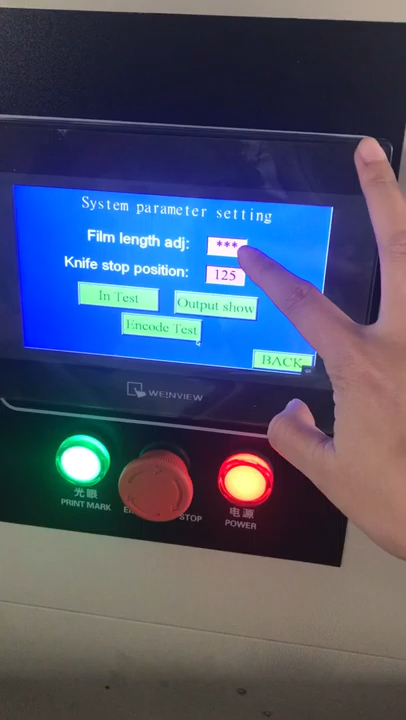 System parameter setting
Film length adj: ***
Knife stop position: 125
In Test
Output show
Encode Test
BACK
WEINVIEW
光眼
PRINT MARK
STOP
电源
POWER